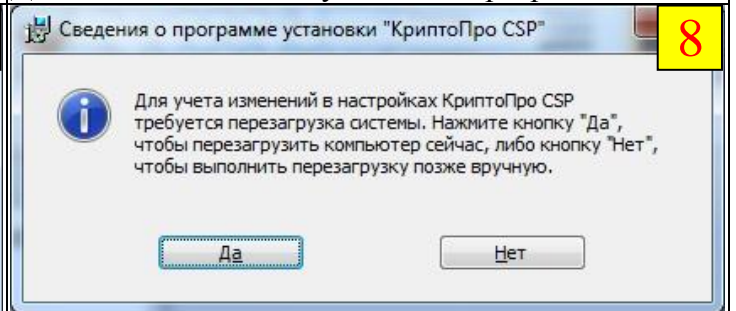 Сведения о программе установки "КриптоПро CSP"
8
Для учета изменений в настройках КриптоПро CSP
требуется перезагрузка системы. Нажмите кнопку "Да",
чтобы перезагрузить компьютер сейчас, либо кнопку "Нет",
чтобы выполнить перезагрузку позже вручную.
Да
Нет